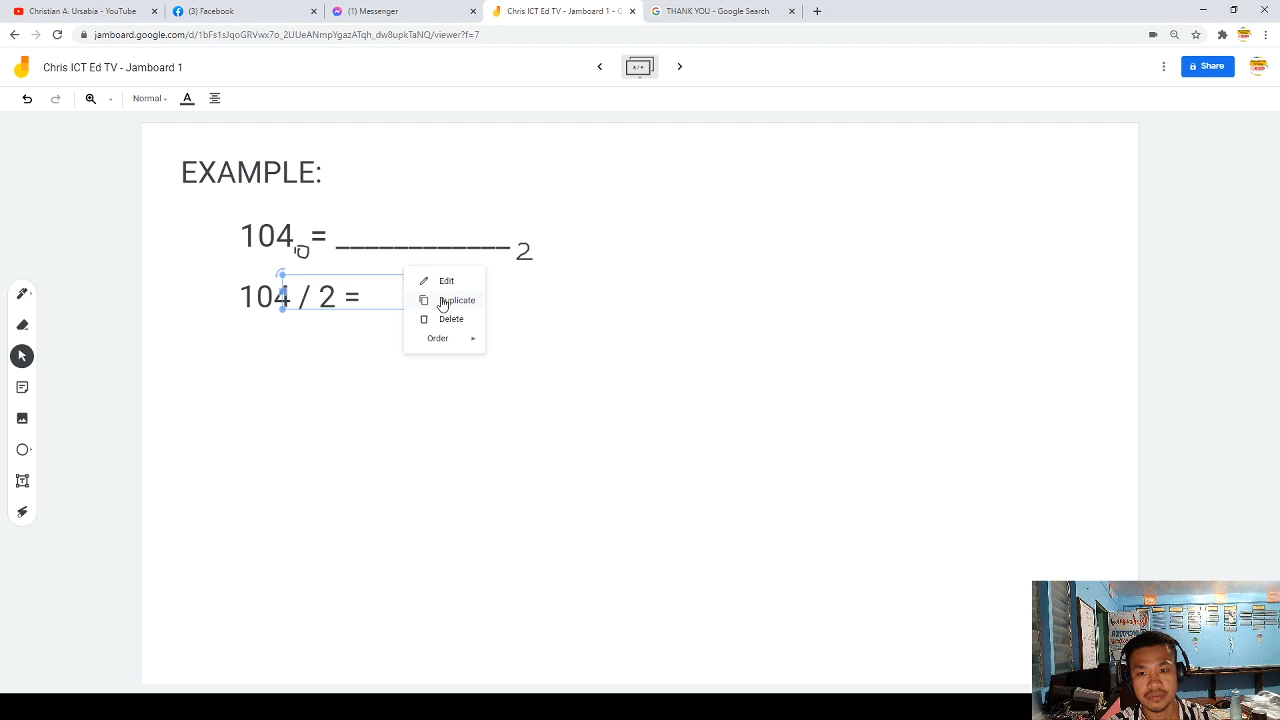 Christian A. Ursabia - YouTube
(3) Facebook
(1) Messenger
Chris ICT Ed TV - Jamboard 1 - G
THANK YOU - Google Search
jamboard.google.com/d/1bFs1sJqoGRVwx7o_2UUeANmpYgazATqh_dw8upkTaNQ/viewer?f=7
Chris ICT Ed TV - Jamboard 1
Share
Normal
A
EXAMPLE:
104 10 = ____________ 2
104 / 2 =
Edit
Duplicate
Delete
Order